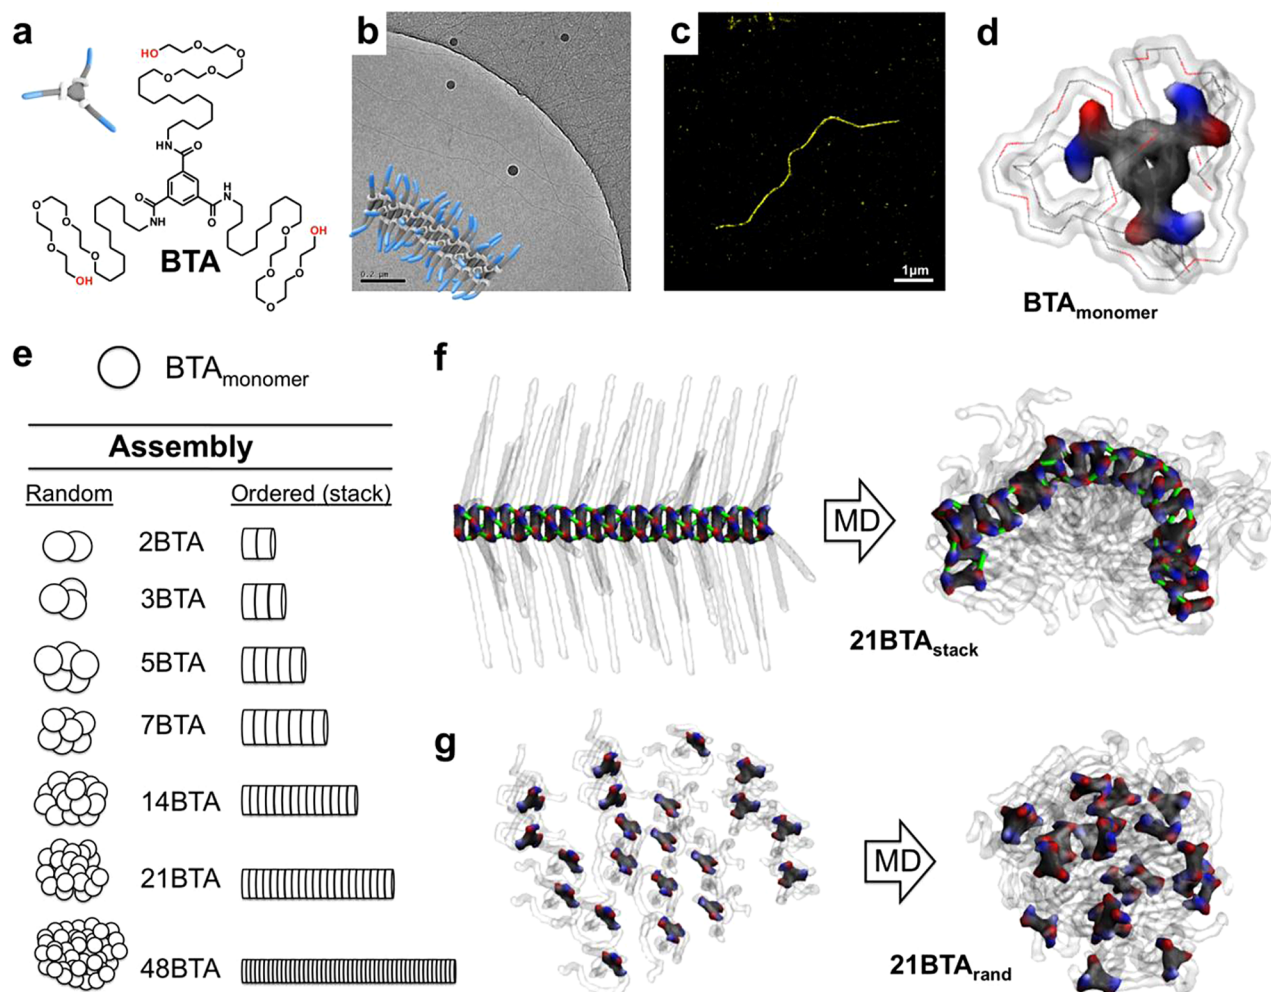 a
b
c
d
HO
O
O
O
O
O
HN
O
O
H
N
O
O
NH
O
O
O
O
O
OH
BTA
O
O
O
O
OH
0.2 μm
1μm
BTAmonomer
e
BTAmonomer
Assembly
Random
Ordered (stack)
2BTA
3BTA
5BTA
7BTA
14BTA
21BTA
48BTA
f
MD
21BTAstack
g
MD
21BTArand